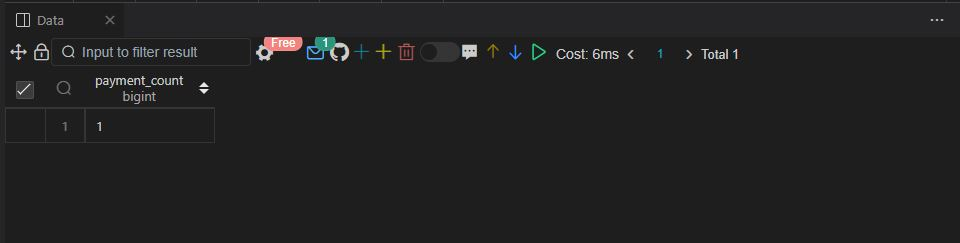 Data
Input to filter result
Free
1
Cost: 6ms
1
Total 1
payment_count
bigint
1
1